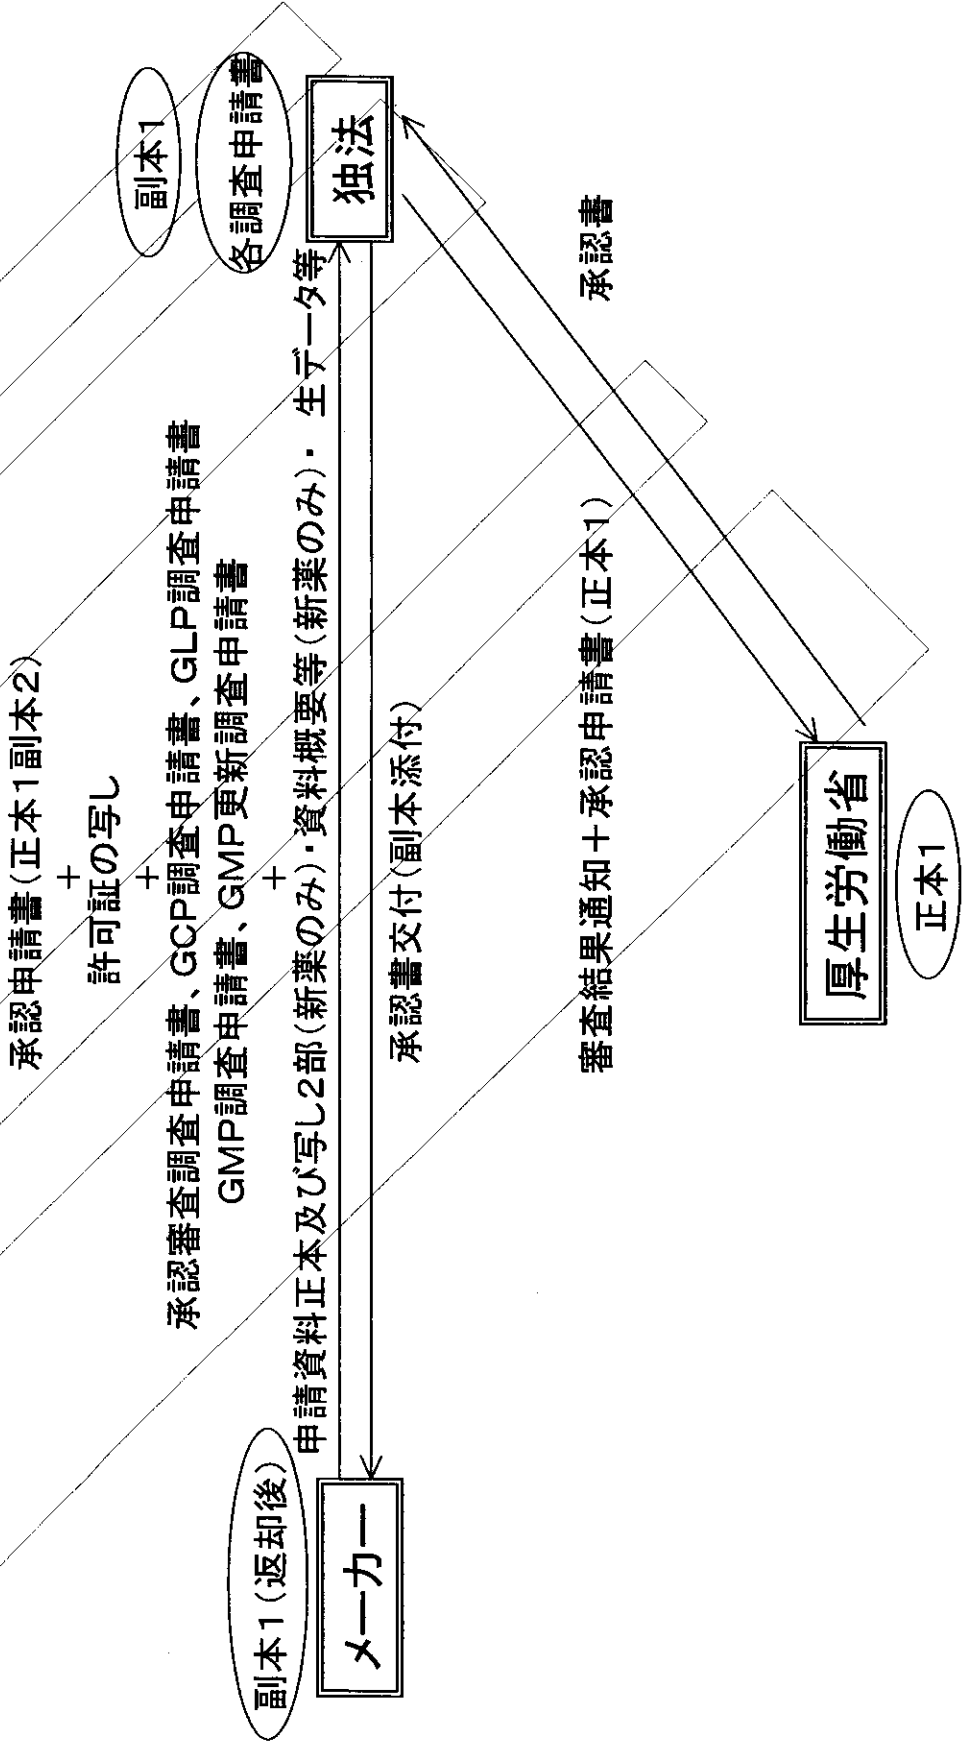 承認申請書(正本1副本2)
+
許可証の写し
+
承認審査調査申請書、GCP調査申請書、GLP調査申請書
GMP調査申請書、GMP更新調査申請書
+
申請資料正本及び写し2部(新薬のみ)・資料概要等(新薬のみ)・ 生データ等
副本1(返却後)
メーカー
副本1
各調査申請書
独法
承認書交付(副本添付)
審査結果通知+承認申請書(正本1)
承認書
厚生労働省
正本1